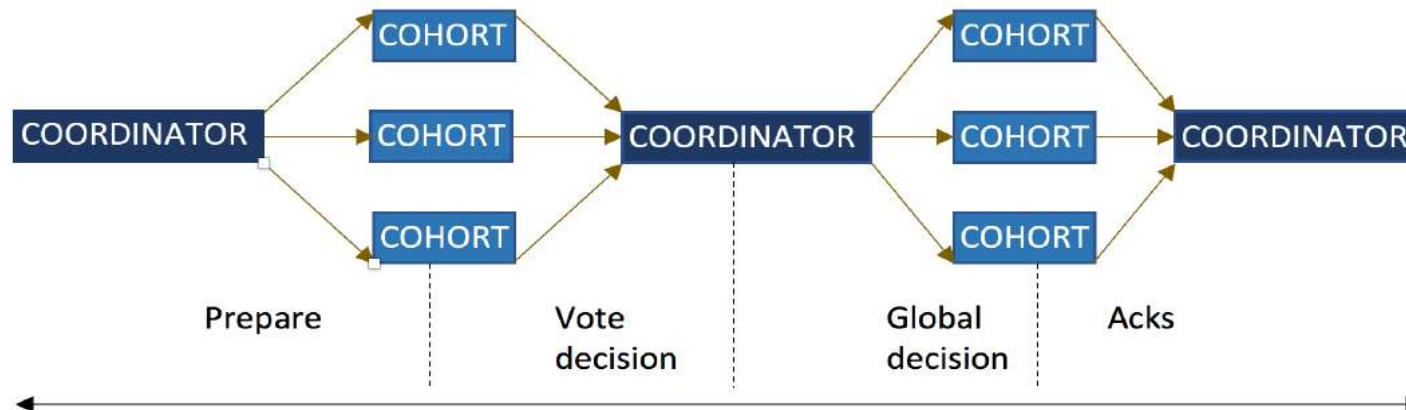 COHORT
COHORT
COORDINATOR
COHORT
COORDINATOR
COHORT
COORDINATOR
COHORT
COHORT
Prepare
Vote
decision
Global
decision
Acks